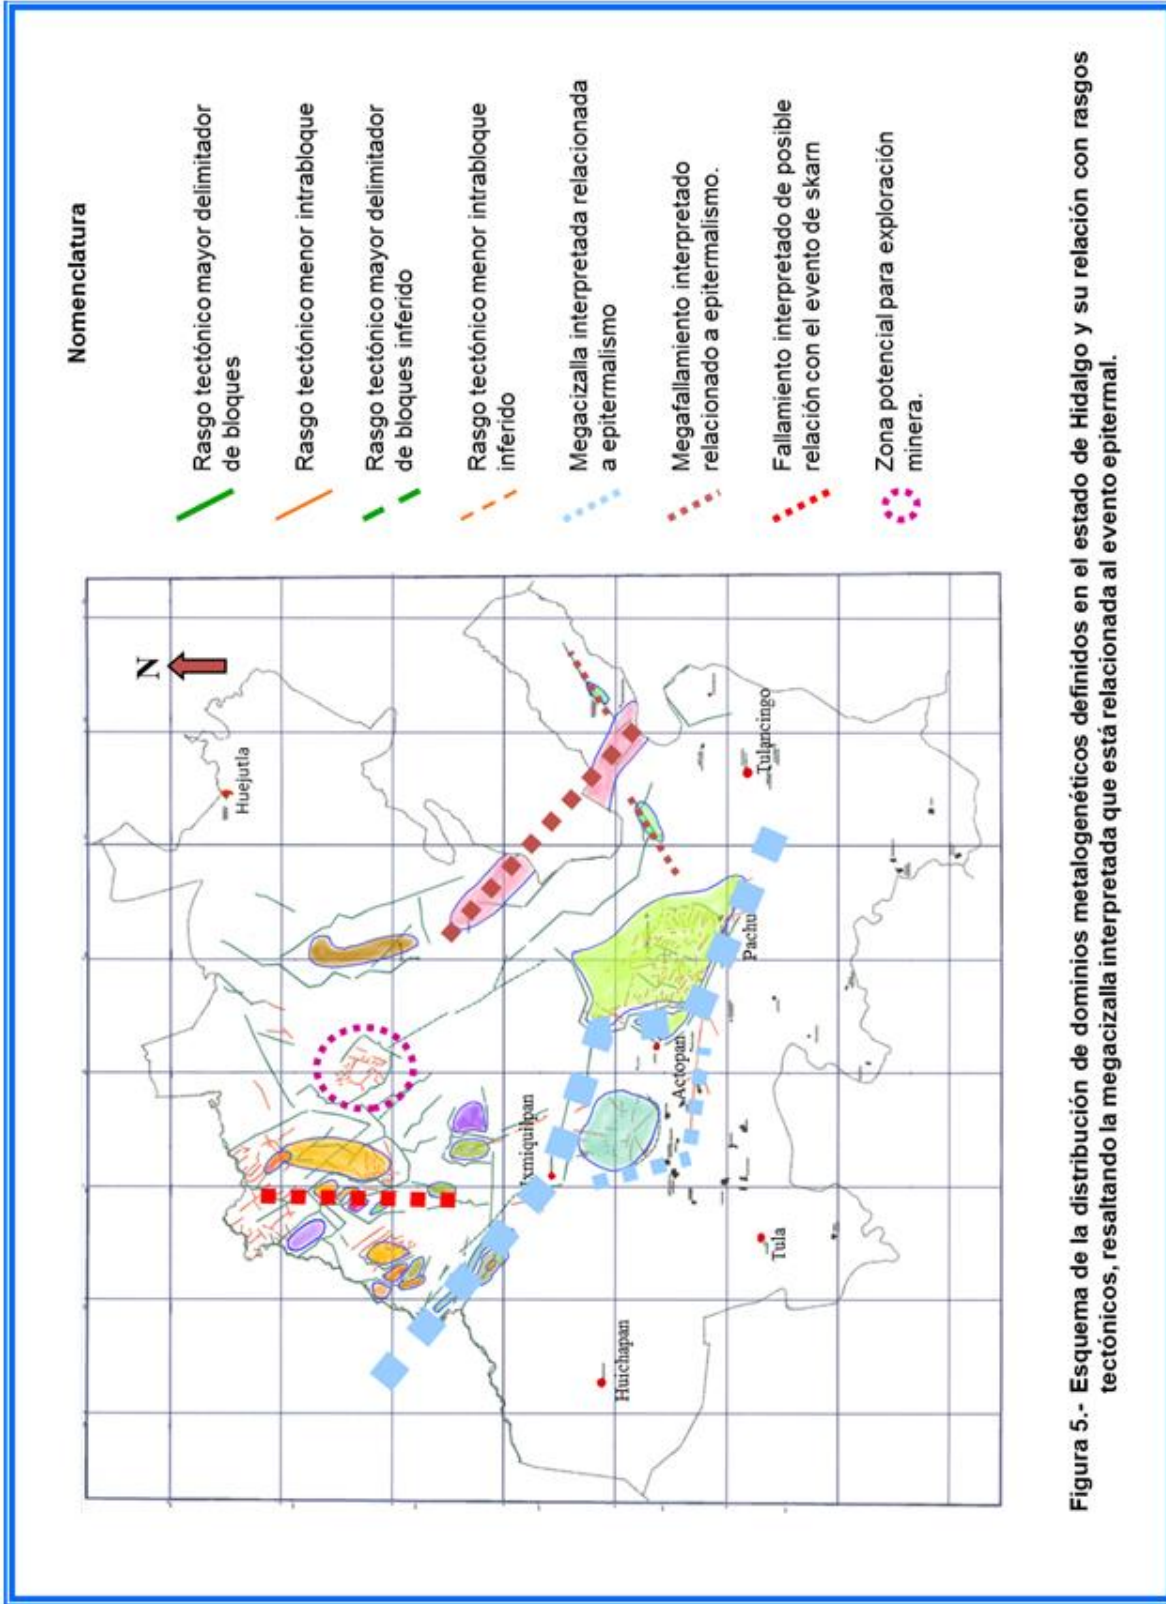 Nomenclatura
Rasgo tectónico mayor delimitador
de bloques
Rasgo tectónico menor intrabloque
Rasgo tectónico mayor delimitador
de bloques inferido
Rasgo tectónico menor intrabloque
inferido
Megacizalla interpretada relacionada
a epitermalismo
Megafallamiento interpretado
relacionado a epitermalismo.
Fallamiento interpretado de posible
relación con el evento de skarn
Zona potencial para exploración
minera.
N
Huejutla
Ixmiquilpan
Actopan
Pachu
Tulancingo
Huichapan
Tula
Figura 5.- Esquema de la distribución de dominios metalogenéticos definidos en el estado de Hidalgo y su relación con rasgos
tectónicos, resaltando la megacizalla interpretada que está relacionada al evento epitermal.